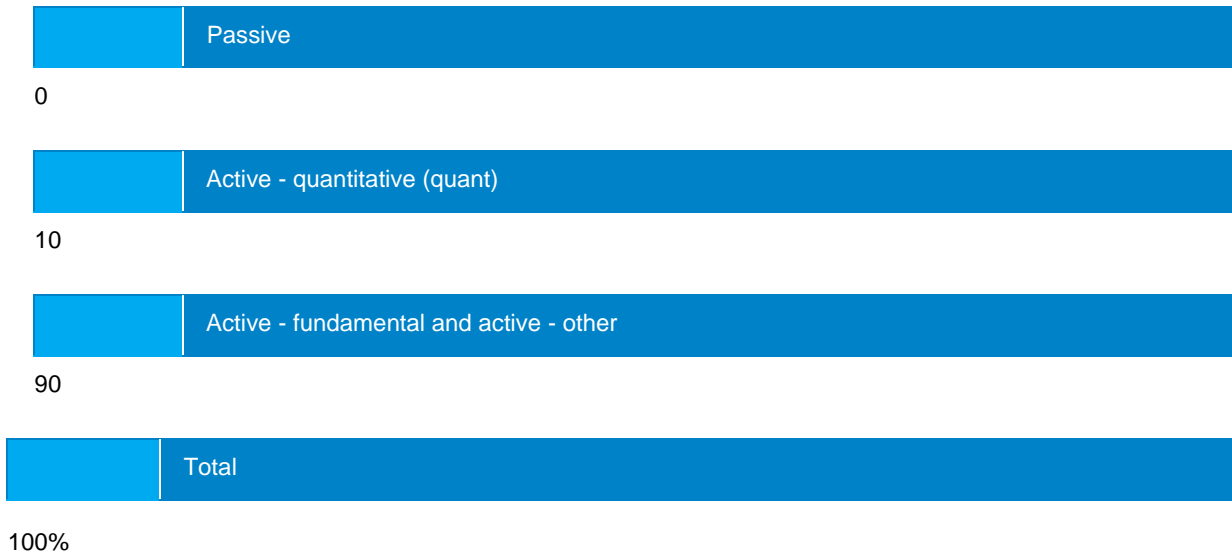 Passive
0
Active - quantitative (quant)
10
Active - fundamental and active - other
90
Total
100%